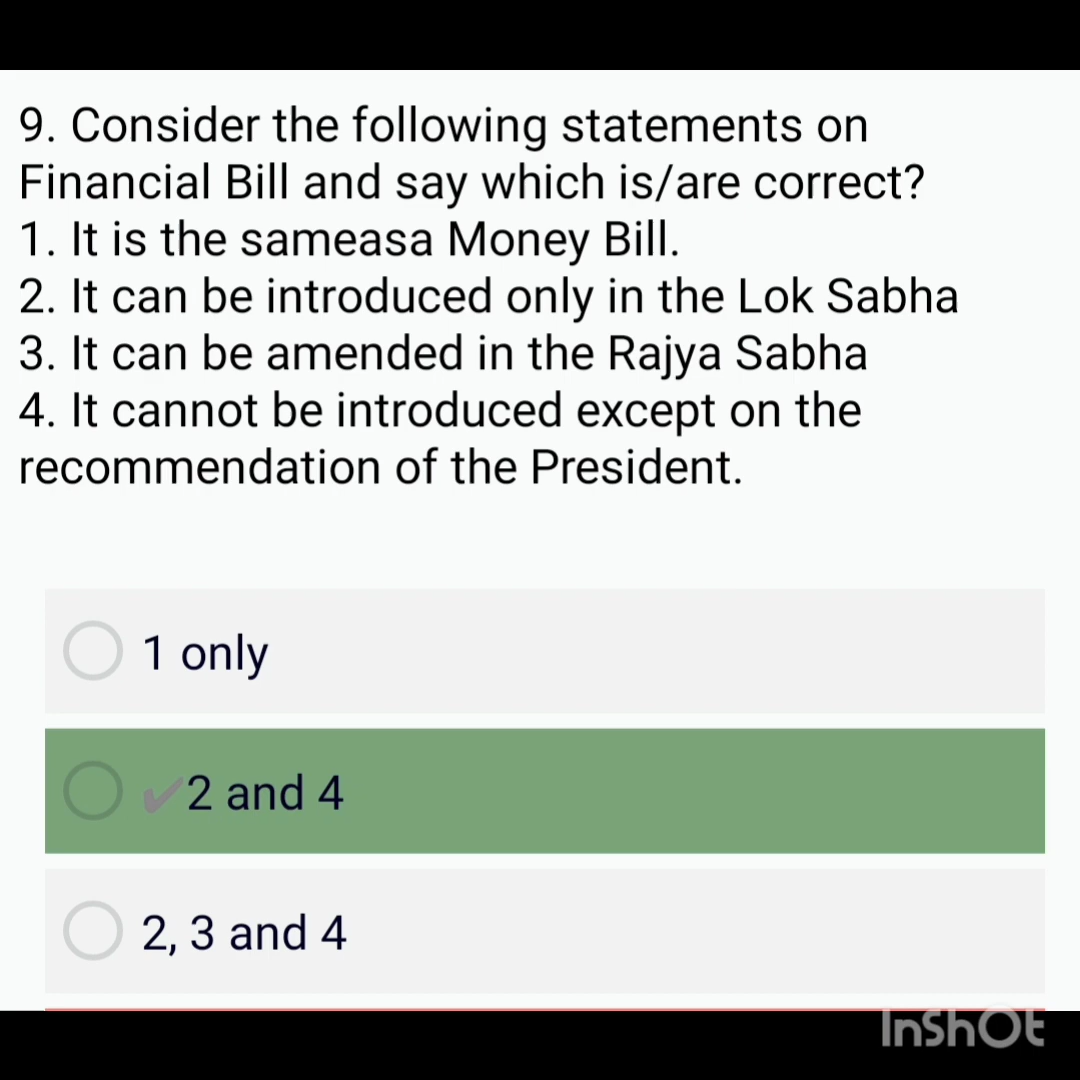 9. Consider the following statements on
Financial Bill and say which is/are correct?
1. It is the sameasa Money Bill.
2. It can be introduced only in the Lok Sabha
3. It can be amended in the Rajya Sabha
4. It cannot be introduced except on the
recommendation of the President.
1 only
✔2 and 4
2, 3 and 4
InShOt